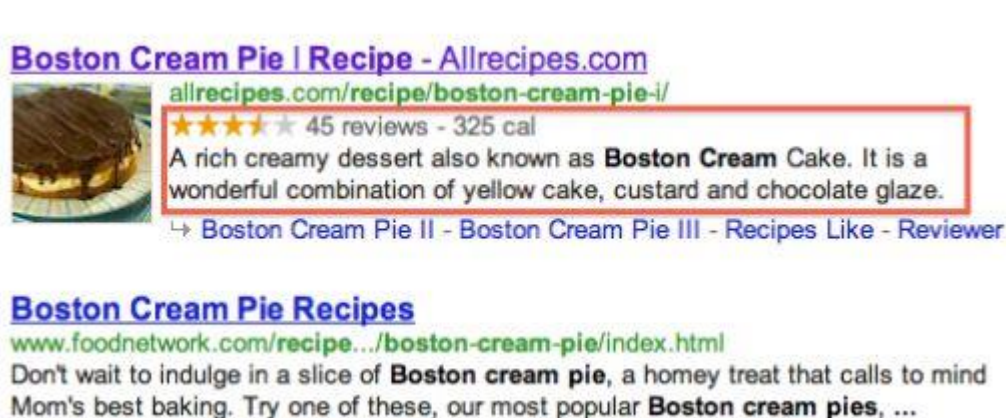 Boston Cream Pie | Recipe - Allrecipes.com
allrecipes.com/recipe/boston-cream-pie-i/
45 reviews - 325 cal
A rich creamy dessert also known as Boston Cream Cake. It is a
wonderful combination of yellow cake, custard and chocolate glaze.
Boston Cream Pie II - Boston Cream Pie III - Recipes Like - Reviewer
Boston Cream Pie Recipes
www.foodnetwork.com/recipe.../boston-cream-pie/index.html
Don't wait to indulge in a slice of Boston cream pie, a homey treat that calls to mind
Mom's best baking. Try one of these, our most popular Boston cream pies, ...